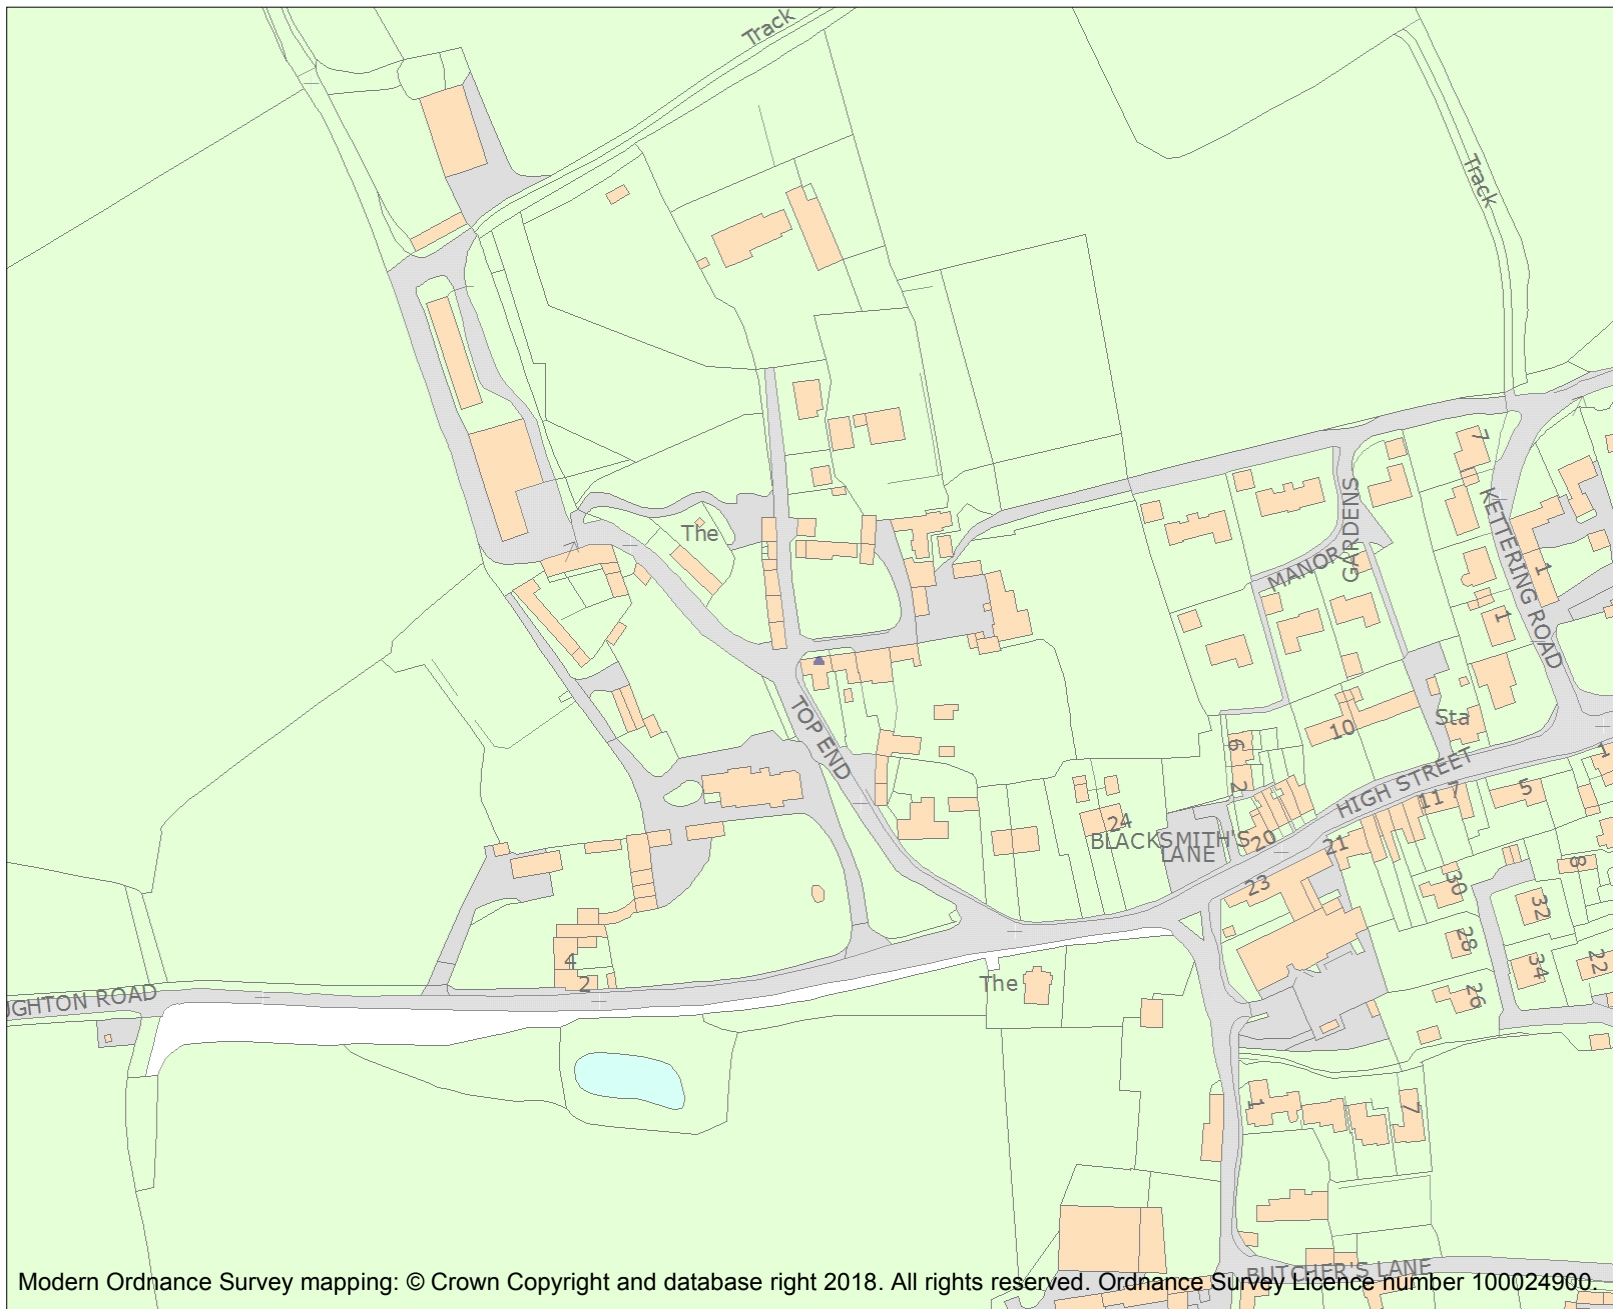 Track
Track
The
GARDENS
MANOR
7
KETTERING ROAD
1
1
TOP END
Sta
10
6
2
HIGH STREET
11 7
5
1
24
BLACKSMITH'S
LANE
20
21
23
30
8
32
28
34
22
26
4
2
The
UGHTON ROAD
1
7
BUTCHER'S LANE
Modern Ordnance Survey mapping: © Crown Copyright and database right 2018. All rights reserved. Ordnance Survey Licence number 100024900.